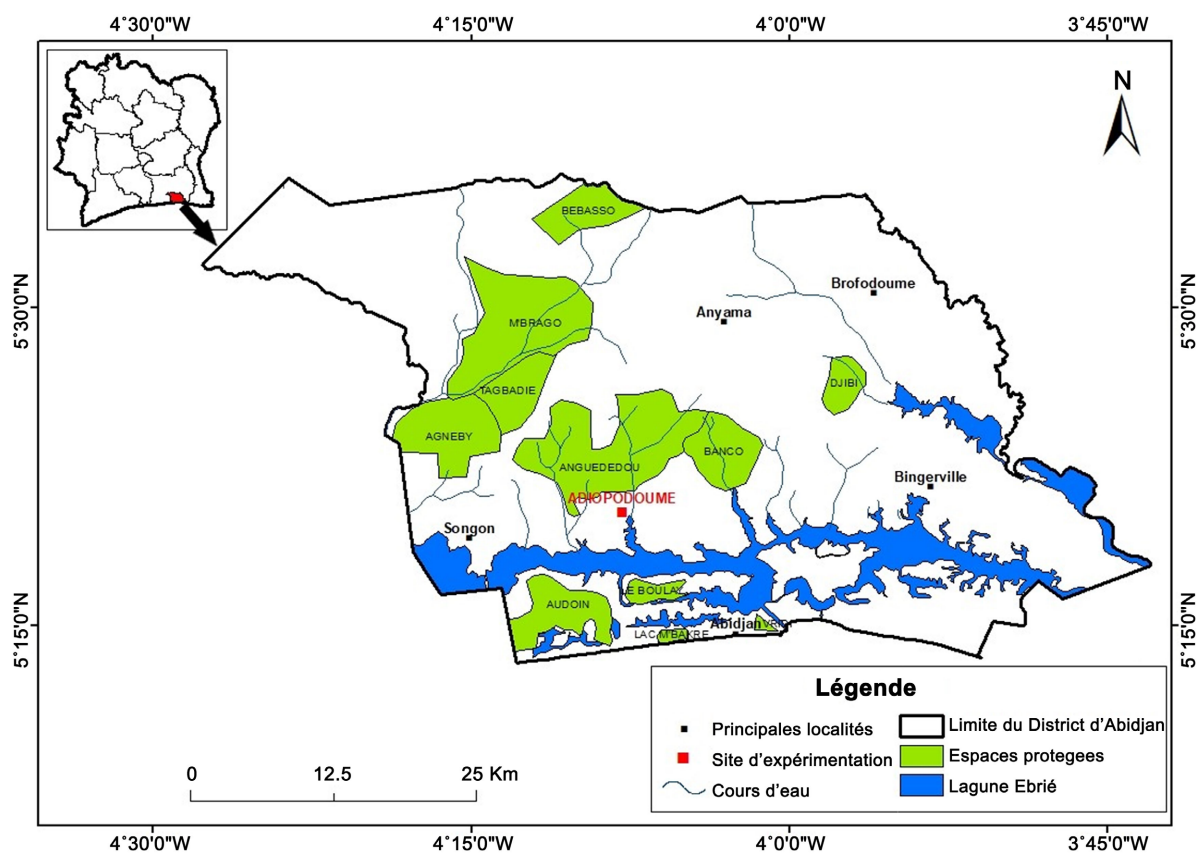 4°30'0"W 4°15'0"W 4°0'0"W 3°45'0"W
N
BEBASSO
Brofodoume
5°30'0"N 5°30'0"N
Anyama
M'BRAGO
DJIBI
TAGBADIE
AGNEBY
BANCO
ANGUEDEDOU
Bingerville
ADIOPODOUME
Songon
LE BOULAY
AUDOIN
5°15'0"N 5°15'0"N
Abidjan
LAC M'BAKRE
Légende
Principales localités
Limite du District d'Abidjan
Site d'expérimentation
Espaces protegees
Cours d'eau
Lagune Ebrié
0 12.5 25 Km
4°30'0"W 4°15'0"W 4°0'0"W 3°45'0"W